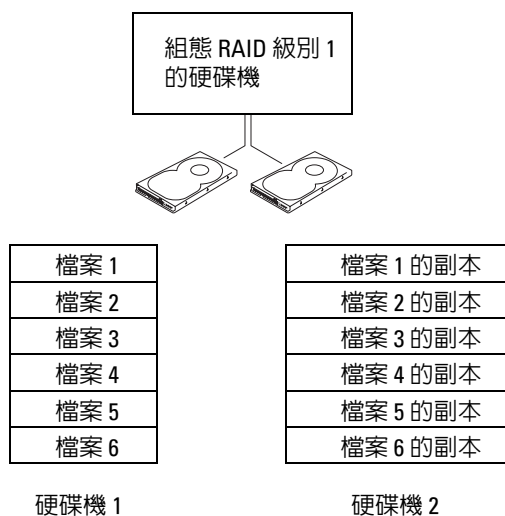 組態 RAID 級別 1
的硬碟機
檔案 1
檔案 1 的副本
檔案 2
檔案 2 的副本
檔案 3
檔案 3 的副本
檔案 4
檔案 4 的副本
檔案 5
檔案 5 的副本
檔案 6
檔案 6 的副本
硬碟機 1
硬碟機 2